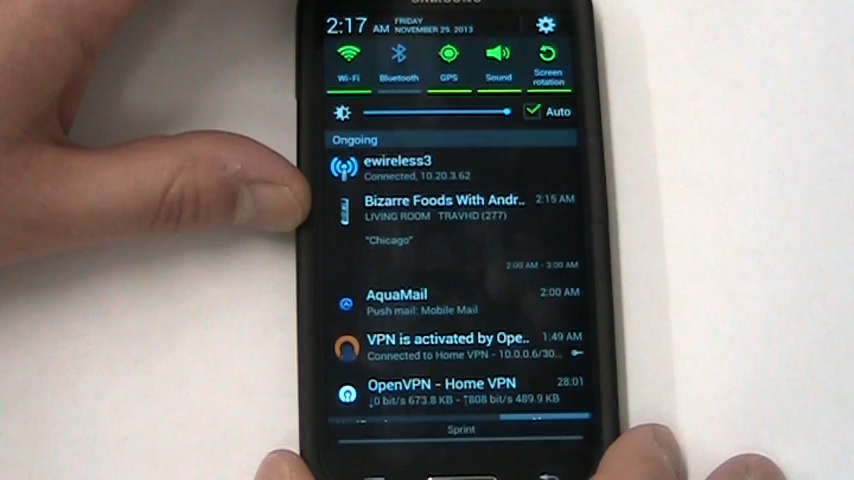 SAMSUNG
2:17 AM
FRIDAY
NOVEMBER 29, 2013
Wi-Fi
Bluetooth
GPS
Sound
Screen
rotation
Auto
Ongoing
ewireless3
Connected, 10.20.3.62
Bizarre Foods With Andr.. 2:15 AM
LIVING ROOM TRAVHD (277)
"Chicago"
2:00 AM - 3:00 AM
AquaMail 2:00 AM
Push mail: Mobile Mail
VPN is activated by Ope.. 1:49 AM
Connected to Home VPN - 10.0.0.6/30...
OpenVPN - Home VPN 28:01
↓0 bit/s 673.8 KB - ↑808 bit/s 489.9 KB
Sprint